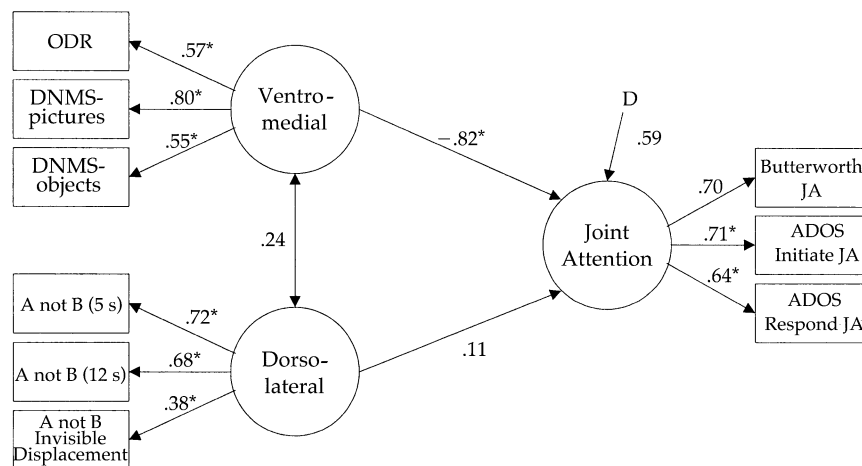 ODR
.57*
DNMS-
pictures
.80*
DNMS-
objects
.55*
Ventro-
medial
−.82*
D
.59
.24
Joint
Attention
.70
Butterworth
JA
.71*
ADOS
Initiate JA
.64*
ADOS
Respond JA
A not B (5 s)
.72*
A not B (12 s)
.68*
A not B
Invisible
Displacement
.38*
Dorso-
lateral
.11